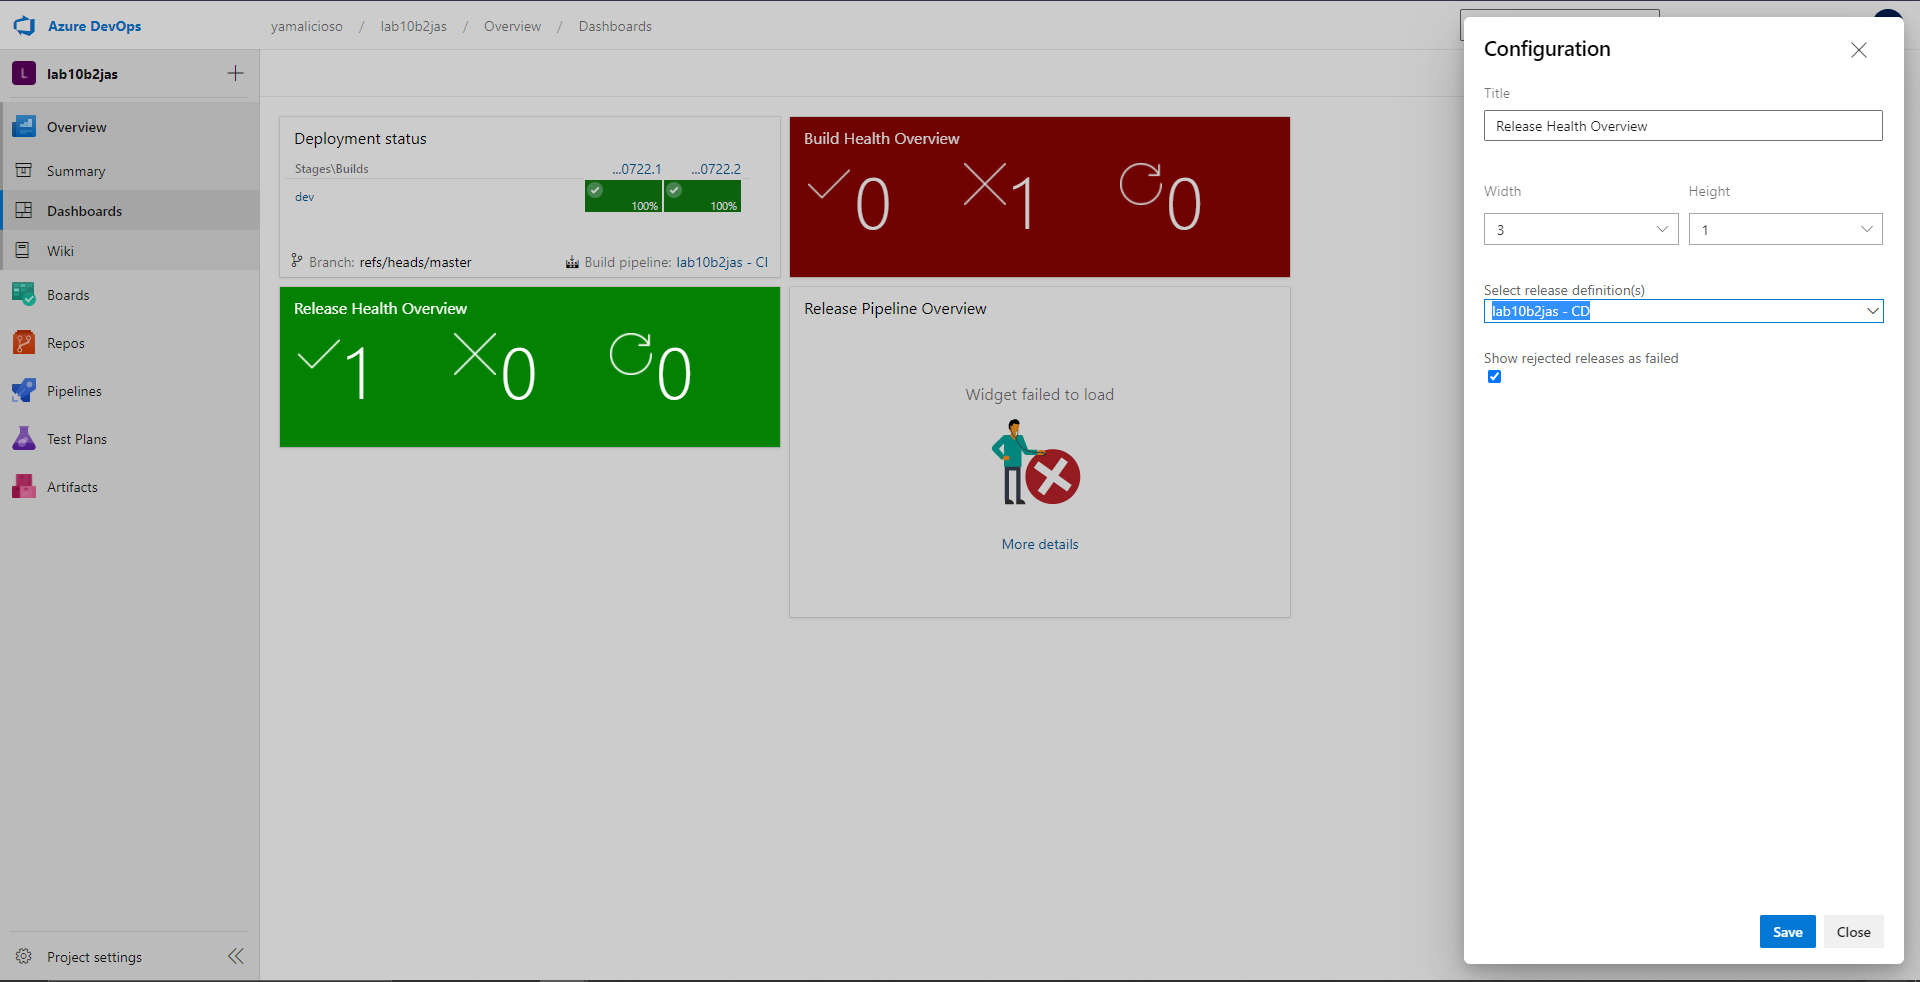 Azure DevOps
yamalicioso / lab10b2jas / Overview / Dashboards
L lab10b2jas
Overview
Summary
Dashboards
Wiki
Boards
Repos
Pipelines
Test Plans
Artifacts
Project settings
Deployment status
Stages\Builds ...0722.1 ...0722.2
dev 100% 100%
Branch: refs/heads/master Build pipeline: lab10b2jas - CI
Build Health Overview
0 1 0
Release Health Overview
1 0 0
Release Pipeline Overview
Widget failed to load
More details
Configuration
Title
Release Health Overview
Width Height
3 1
Select release definition(s)
lab10b2jas - CD
Show rejected releases as failed
Save Close